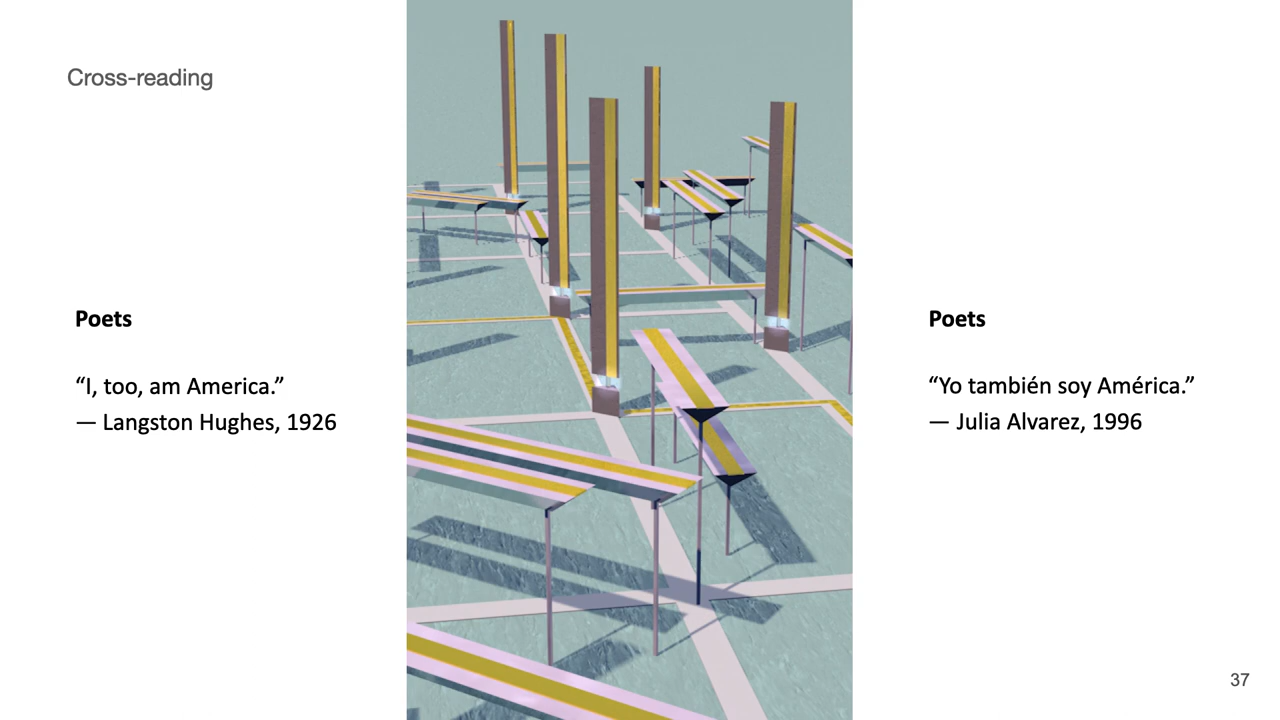 Cross-reading
Poets
“I, too, am America.”
— Langston Hughes, 1926
Poets
“Yo también soy América.”
— Julia Alvarez, 1996
37